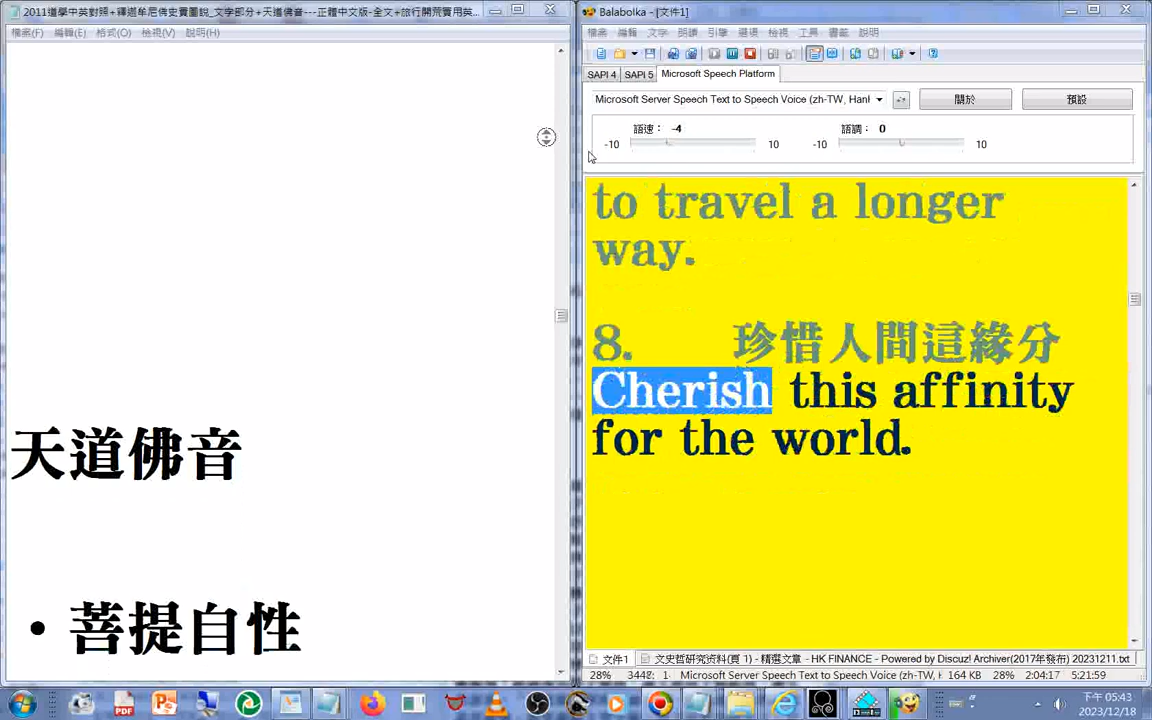 2011道學中英對照+釋迦牟尼佛史實圖說_文字部分+天道佛音---正體中文版-全文+旅行開荒實用英...
檔案(F) 編輯(E) 格式(O) 檢視(V) 說明(H)
天道佛音
• 菩提自性
Balabolka - [文件1]
檔案 編輯 文字 朗讀 引擎 選項 檢視 工具 書籤 說明
SAPI 4 SAPI 5 Microsoft Speech Platform
Microsoft Server Speech Text to Speech Voice (zh-TW, Hanl
關於 預設
語速： -4 語調： 0
-10 10 -10 10
to travel a longer
way.
8. 珍惜人間這緣分
Cherish this affinity
for the world.
文件1 文史哲研究资料(頁 1) - 精選文章 - HK FINANCE - Powered by Discuz! Archiver(2017年發布) 20231211.txt
28% Microsoft Server Speech Text to Speech Voice (zh-TW, 164 KB 28% 2:04:17 5:21:59
下午 05:43
2023/12/18